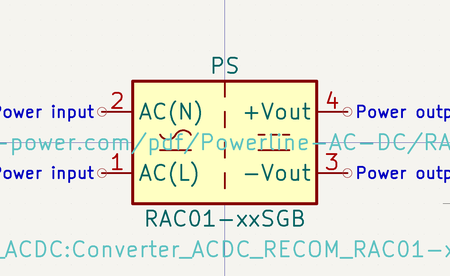 PS
Power input 2 AC(N) +Vout 4 Power outp
-power.com/pdf/Powerline-AC-DC/RA
Power input 1 AC(L) -Vout 3 Power outp
RAC01-xxSGB
_ACDC:Converter_ACDC_RECOM_RAC01-x